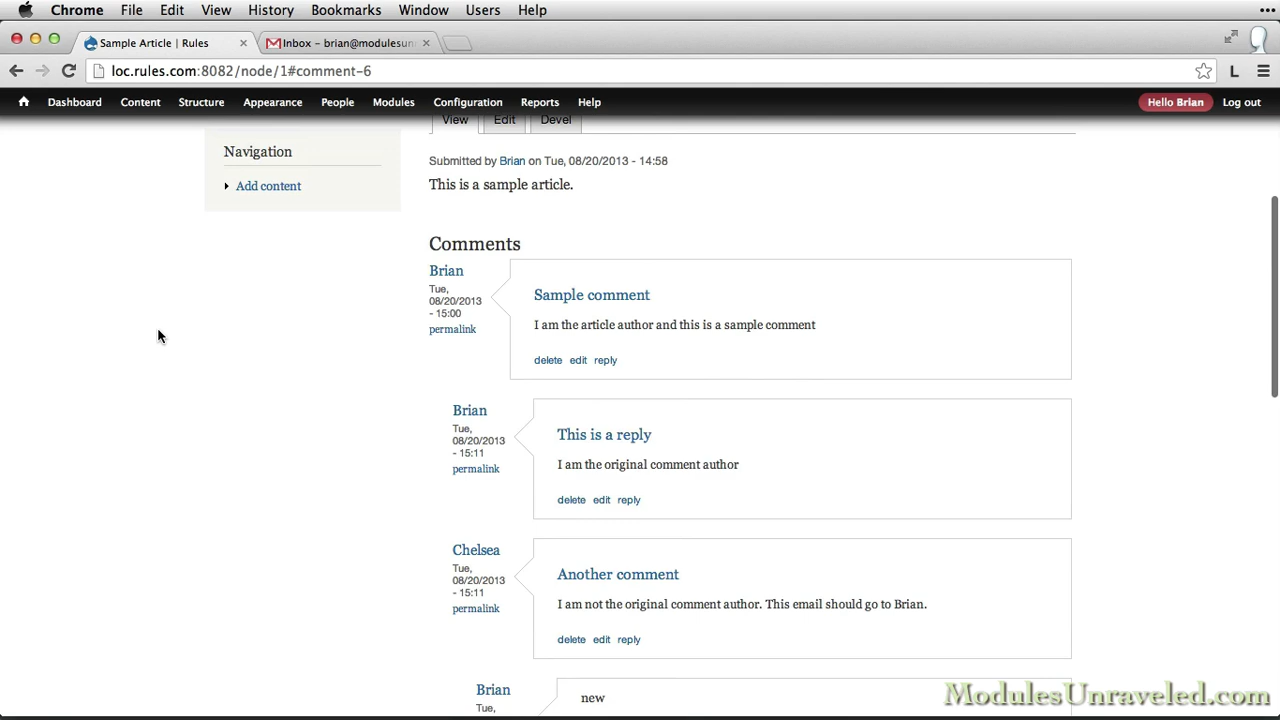 Chrome File Edit View History Bookmarks Window Users Help
Sample Article | Rules
Inbox – brian@modulesun
loc.rules.com:8082/node/1#comment-6
L
Dashboard Content Structure Appearance People Modules Configuration Reports Help Hello Brian Log out
View Edit Devel
Navigation
Add content
Submitted by Brian on Tue, 08/20/2013 - 14:58
This is a sample article.
Comments
Brian
Tue,
08/20/2013
- 15:00
permalink
Sample comment
I am the article author and this is a sample comment
delete edit reply
Brian
Tue,
08/20/2013
- 15:11
permalink
This is a reply
I am the original comment author
delete edit reply
Chelsea
Tue,
08/20/2013
- 15:11
permalink
Another comment
I am not the original comment author. This email should go to Brian.
delete edit reply
Brian
Tue,
new
ModulesUnraveled.com